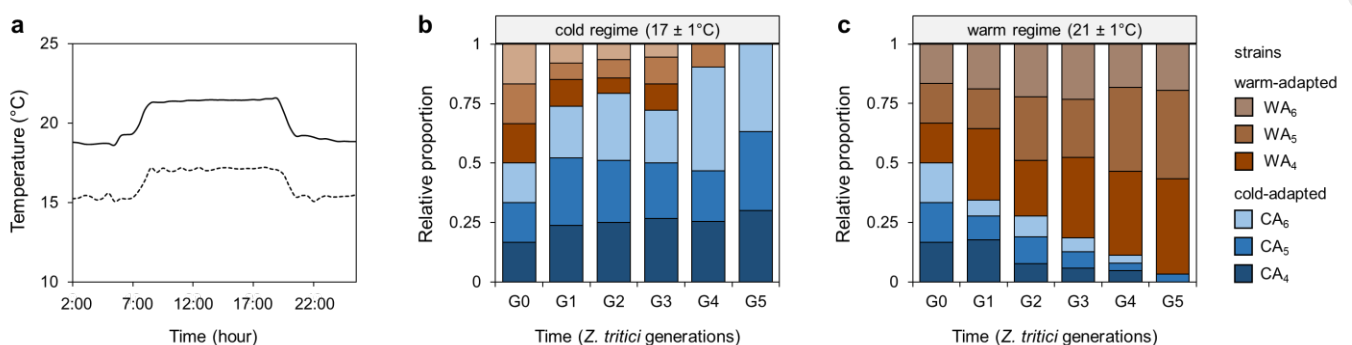 a
25
20
15
10
Temperature (°C)
2:00 7:00 12:00 17:00 22:00
Time (hour)
b
cold regime (17 ± 1°C)
1
0.75
0.5
0.25
0
Relative proportion
G0 G1 G2 G3 G4 G5
Time (Z. tritici generations)
c
warm regime (21 ± 1°C)
1
0.75
0.5
0.25
0
Relative proportion
G0 G1 G2 G3 G4 G5
Time (Z. tritici generations)
strains
warm-adapted
WA₆
WA₅
WA₄
cold-adapted
CA₆
CA₅
CA₄